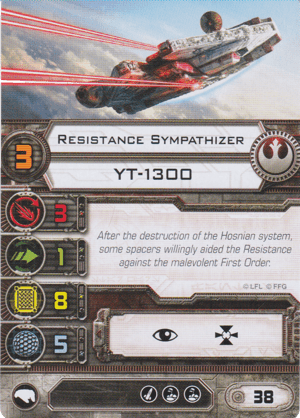 Resistance Sympathizer
3
YT-1300
3
1
8
5
After the destruction of the Hosnian system,
some spacers willingly aided the Resistance
against the malevolent First Order.
© LFL © FFG
38